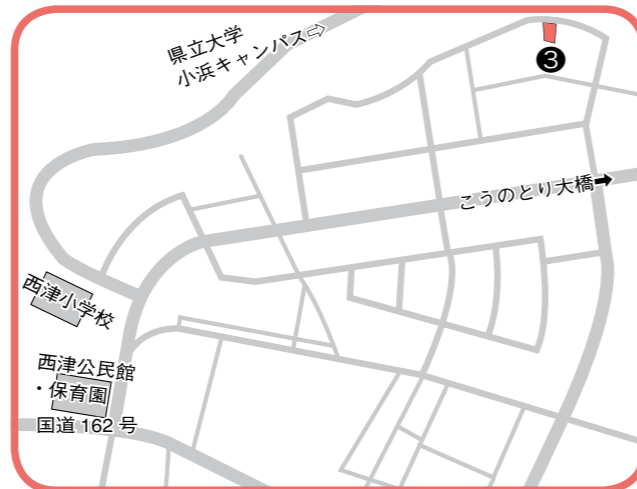 県立大学
小浜キャンパス⇨
❸
こうのとり大橋➡
西津小学校
西津公民館
・保育園
国道 162 号